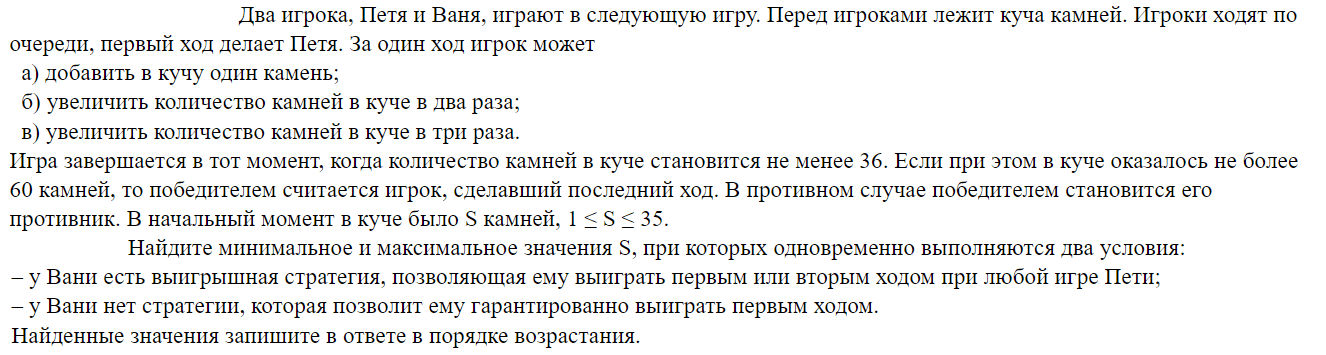 Два игрока, Петя и Ваня, играют в следующую игру. Перед игроками лежит куча камней. Игроки ходят по
очереди, первый ход делает Петя. За один ход игрок может
а) добавить в кучу один камень;
б) увеличить количество камней в куче в два раза;
в) увеличить количество камней в куче в три раза.
Игра завершается в тот момент, когда количество камней в куче становится не менее 36. Если при этом в куче оказалось не более
60 камней, то победителем считается игрок, сделавший последний ход. В противном случае победителем становится его
противник. В начальный момент в куче было S камней, 1 ≤ S ≤ 35.
Найдите минимальное и максимальное значения S, при которых одновременно выполняются два условия:
– у Вани есть выигрышная стратегия, позволяющая ему выиграть первым или вторым ходом при любой игре Пети;
– у Вани нет стратегии, которая позволит ему гарантированно выиграть первым ходом.
Найденные значения запишите в ответе в порядке возрастания.